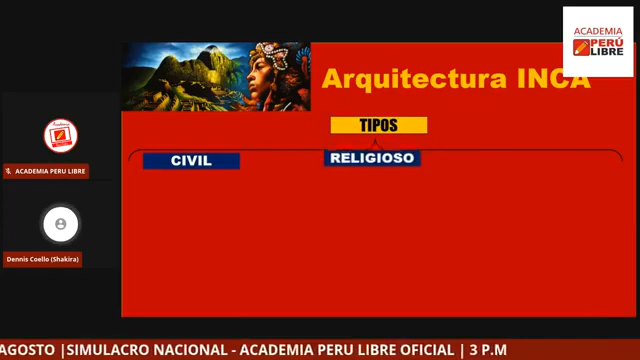 ACADEMIA
PERÚ
LIBRE
Arquitectura INCA
TIPOS
CIVIL
RELIGIOSO
ACADEMIA PERU LIBRE
Dennis Coello (Shakira)
AGOSTO |SIMULACRO NACIONAL - ACADEMIA PERU LIBRE OFICIAL | 3 P.M